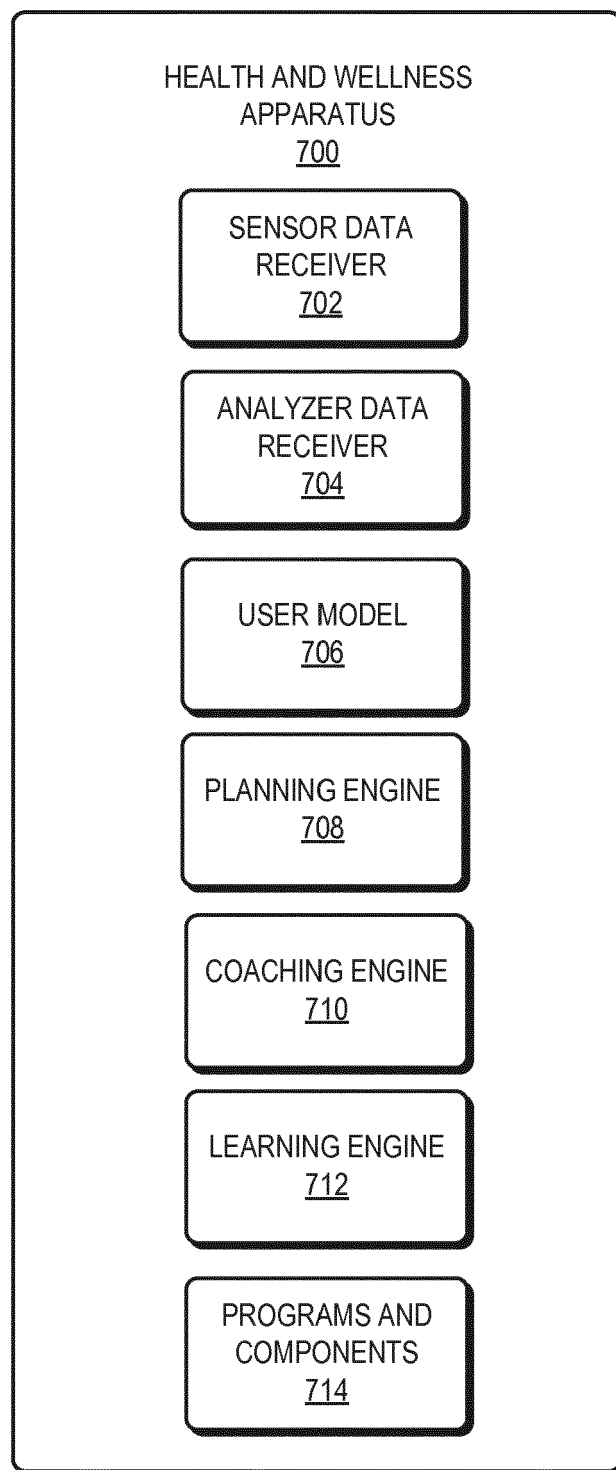 HEALTH AND WELLNESS
APPARATUS
700
SENSOR DATA
RECEIVER
702
ANALYZER DATA
RECEIVER
704
USER MODEL
706
PLANNING ENGINE
708
COACHING ENGINE
710
LEARNING ENGINE
712
PROGRAMS AND
COMPONENTS
714